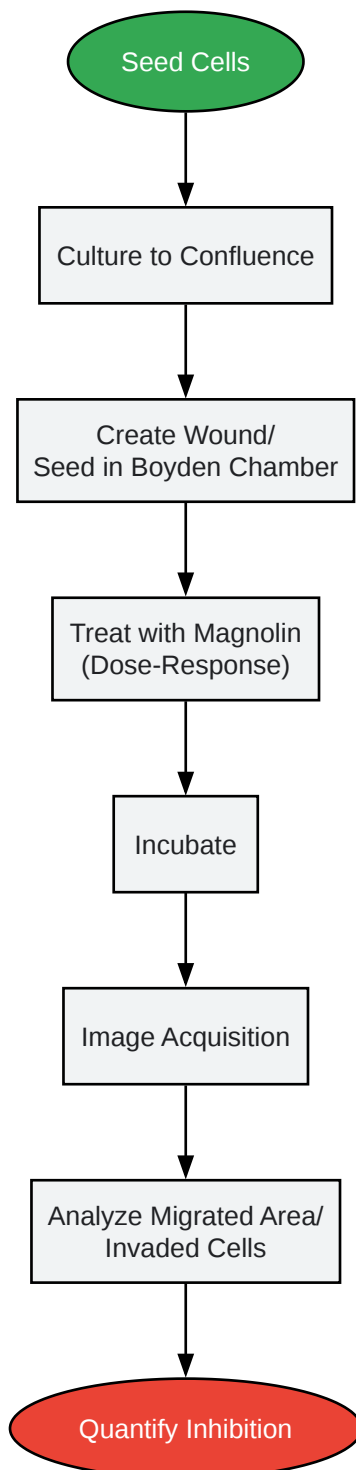 Seed Cells
Culture to Confluence
Create Wound/
Seed in Boyden Chamber
Treat with Magnolin
(Dose-Response)
Incubate
Image Acquisition
Analyze Migrated Area/
Invaded Cells
Quantify Inhibition